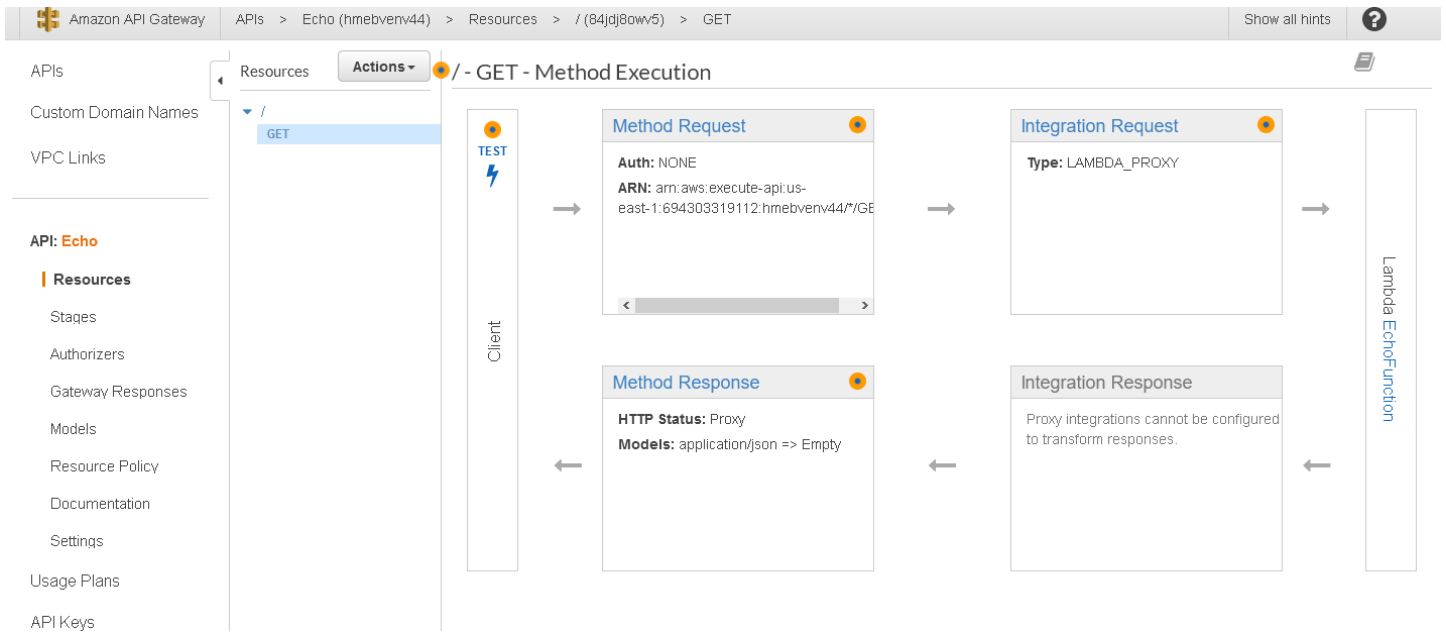 Amazon API Gateway
APIs > Echo (hmebvenv44) > Resources > / (84jdj8owv5) > GET
Show all hints
?
APIs
Custom Domain Names
VPC Links
API: Echo
Resources
Stages
Authorizers
Gateway Responses
Models
Resource Policy
Documentation
Settings
Usage Plans
API Keys
Resources
Actions
/
GET
/ - GET - Method Execution
TEST
Client
Method Request
Auth: NONE
ARN: arn:aws:execute-api:us-
east-1:694303319112:hmebvenv44/*/GE
Integration Request
Type: LAMBDA_PROXY
Lambda EchoFunction
Method Response
HTTP Status: Proxy
Models: application/json => Empty
Integration Response
Proxy integrations cannot be configured
to transform responses.